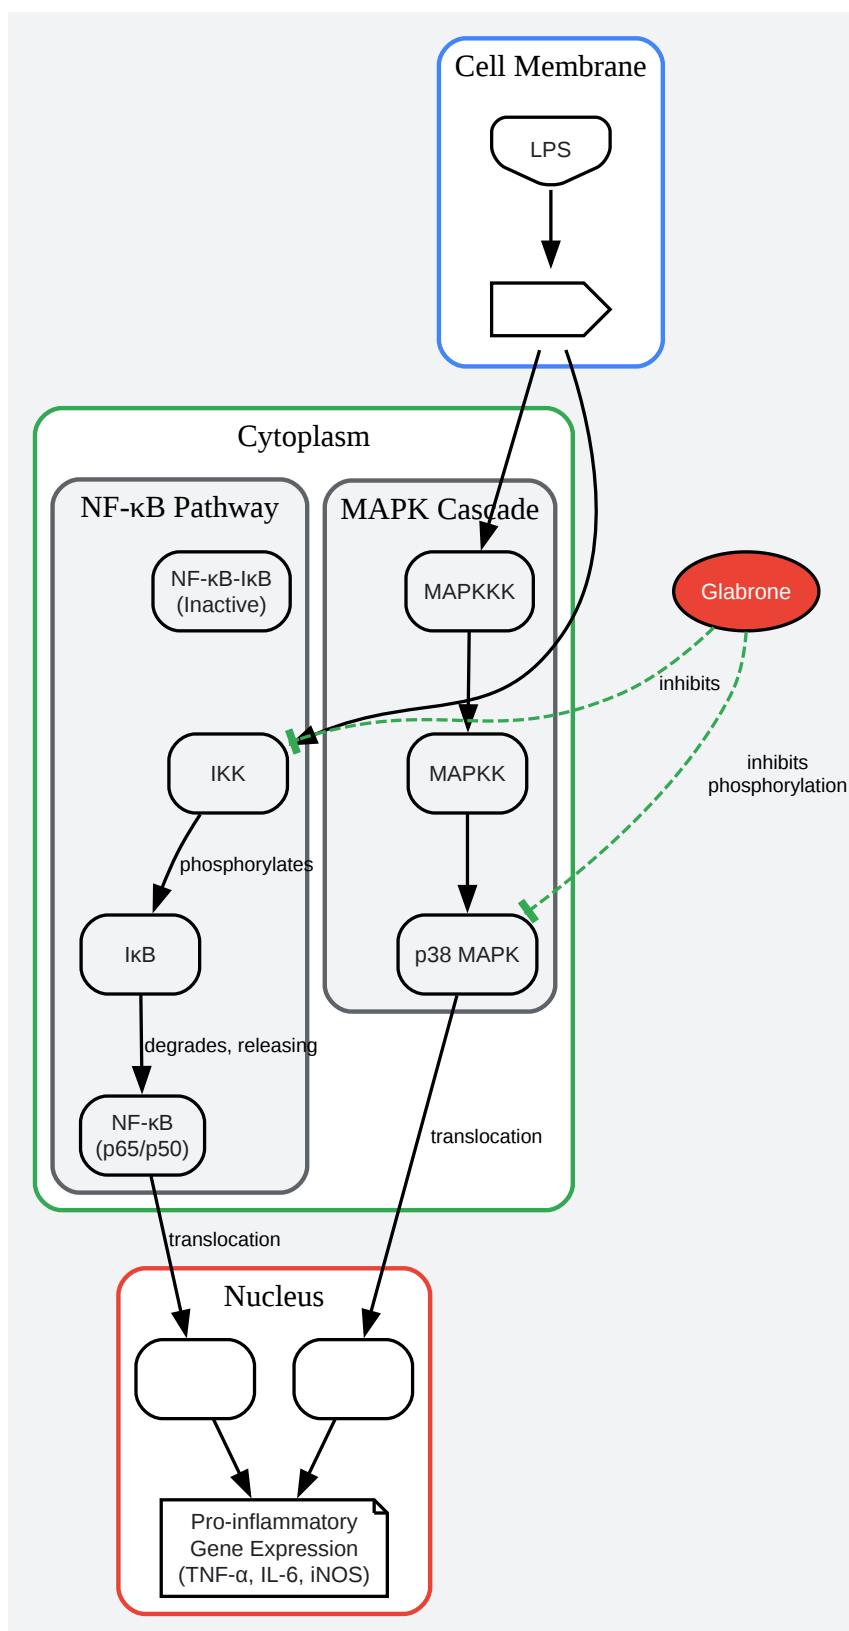 Cell Membrane
LPS
Cytoplasm
NF-κB Pathway
MAPK Cascade
NF-κB-IκB
(Inactive)
MAPKKK
Glabrone
inhibits
IKK
MAPKK
inhibits
phosphorylation
phosphorylates
IκB
p38 MAPK
degrades, releasing
NF-κB
(p65/p50)
translocation
translocation
Nucleus
Pro-inflammatory
Gene Expression
(TNF-α, IL-6, iNOS)